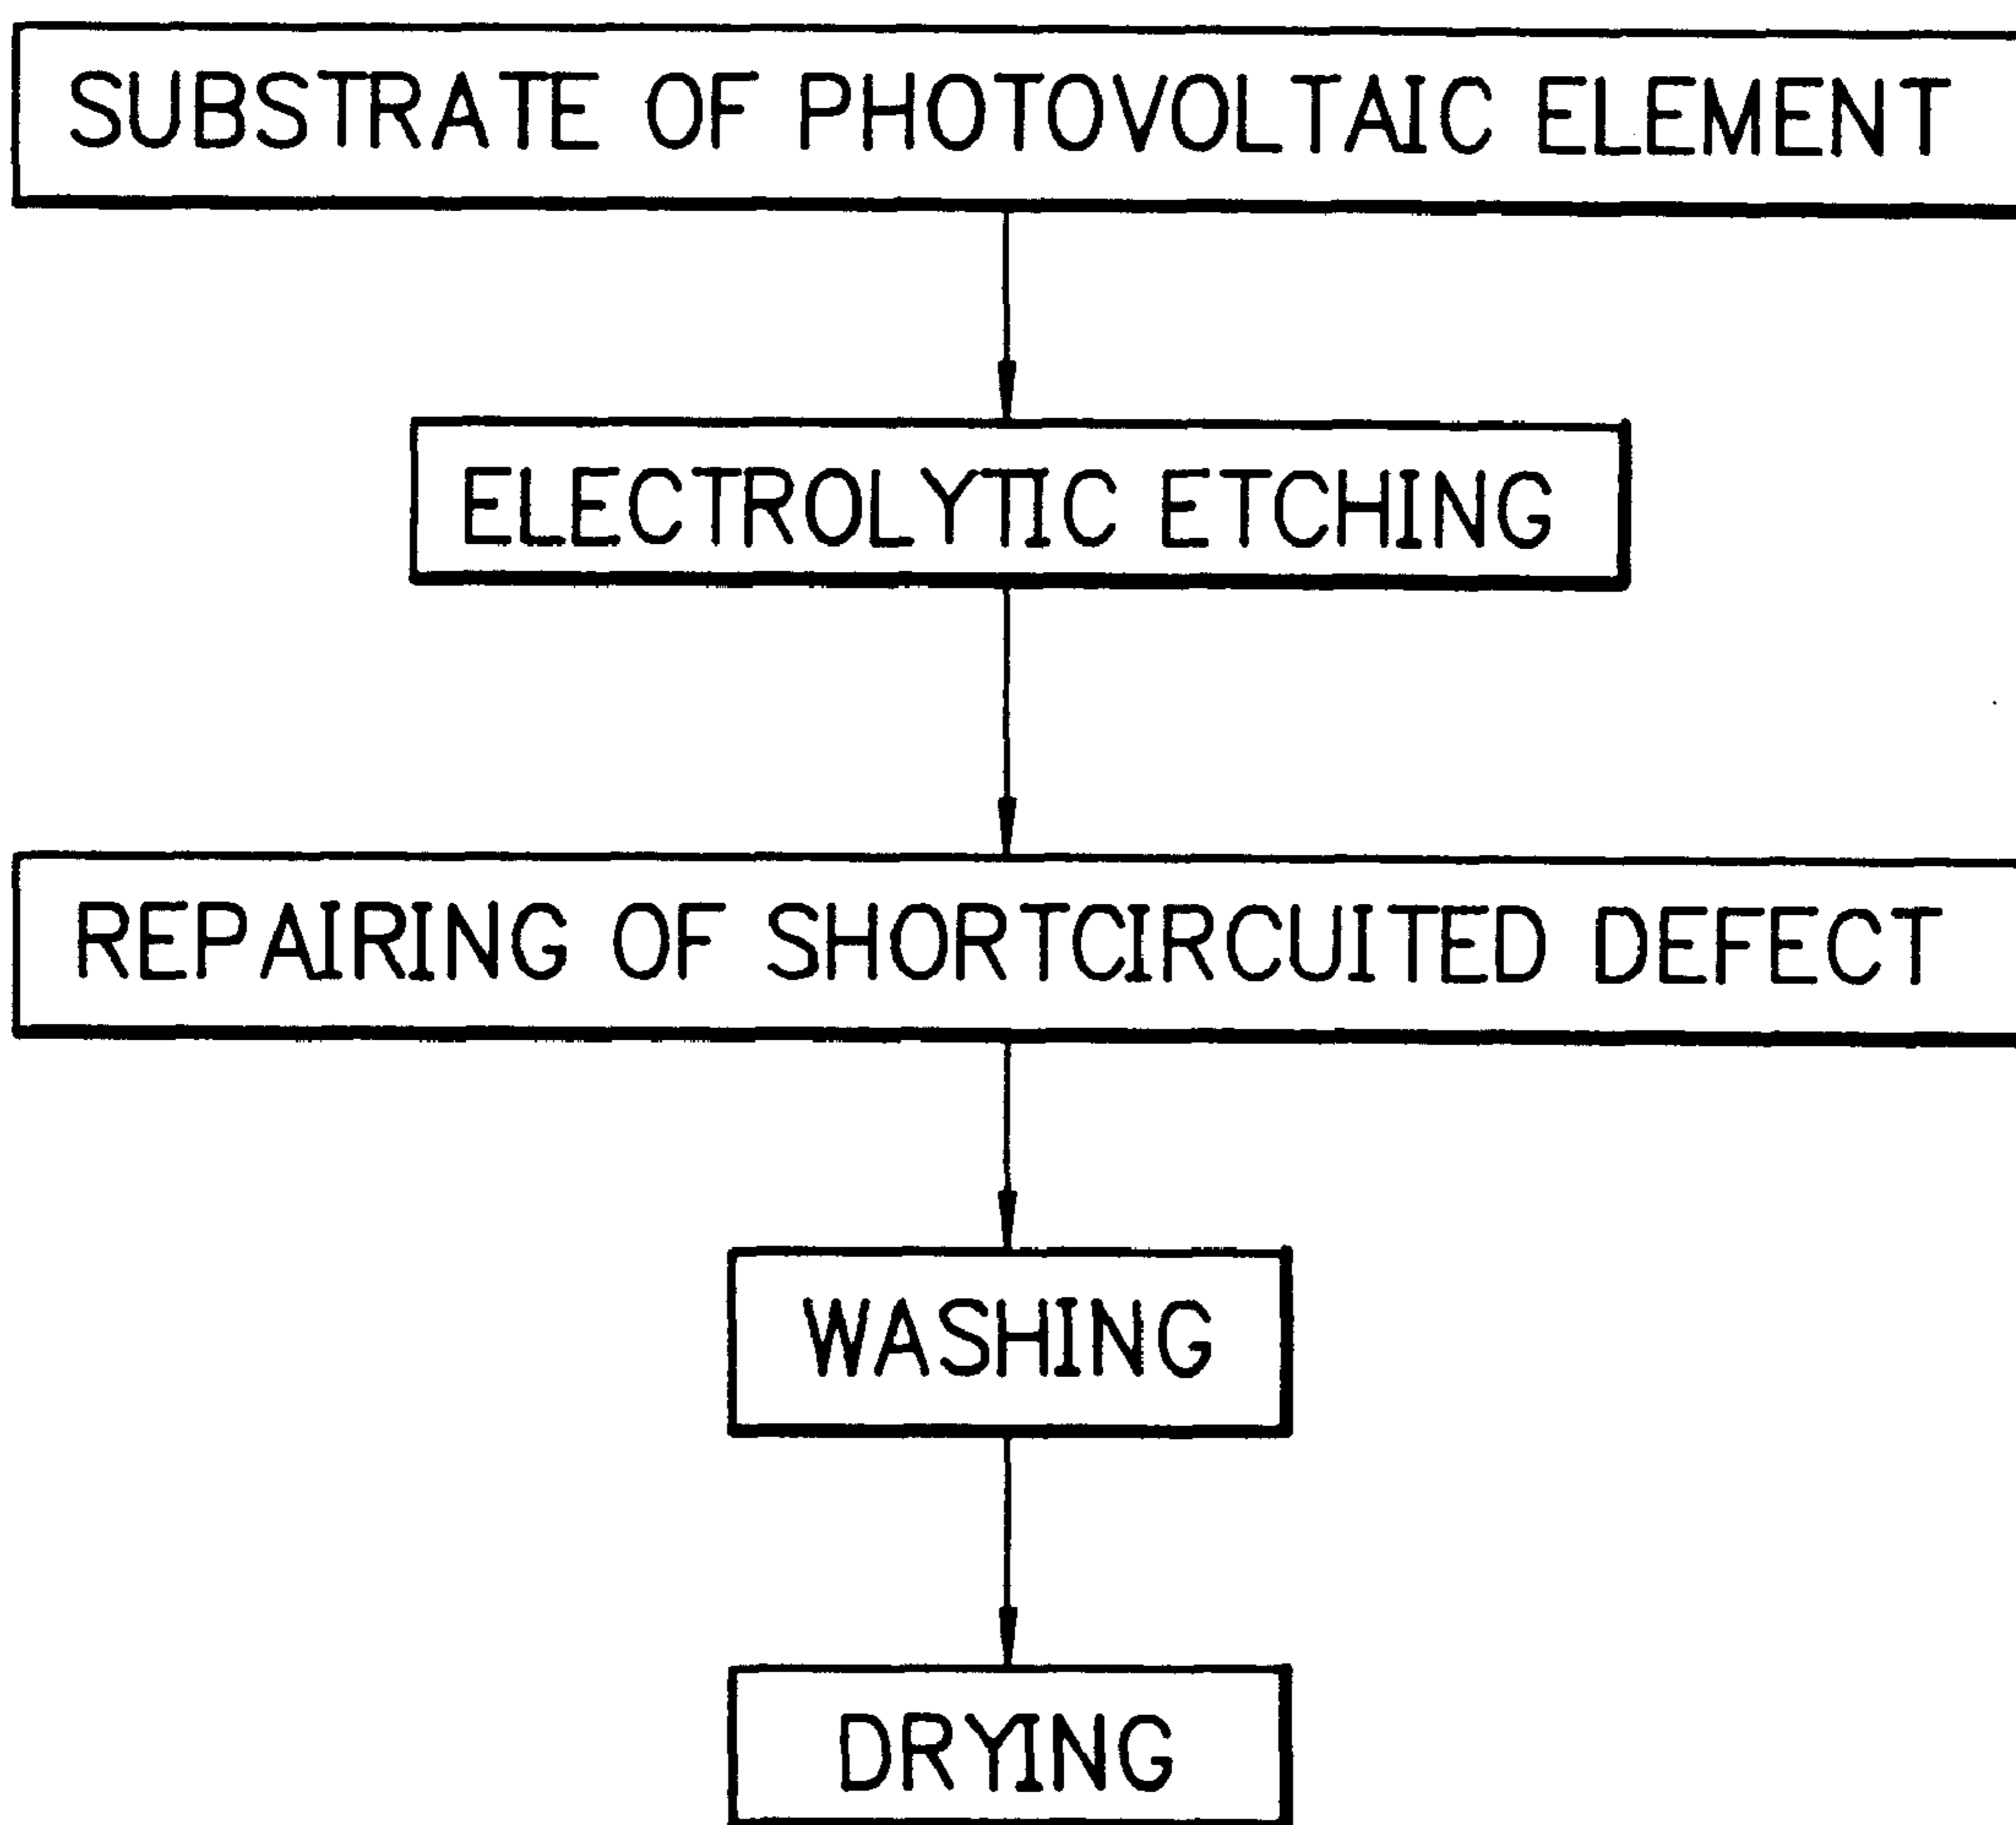 SUBSTRATE OF PHOTOVOLTAIC ELEMENT
ELECTROLYTIC ETCHING
REPAIRING OF SHORTCIRCUITED DEFECT
WASHING
DRYING